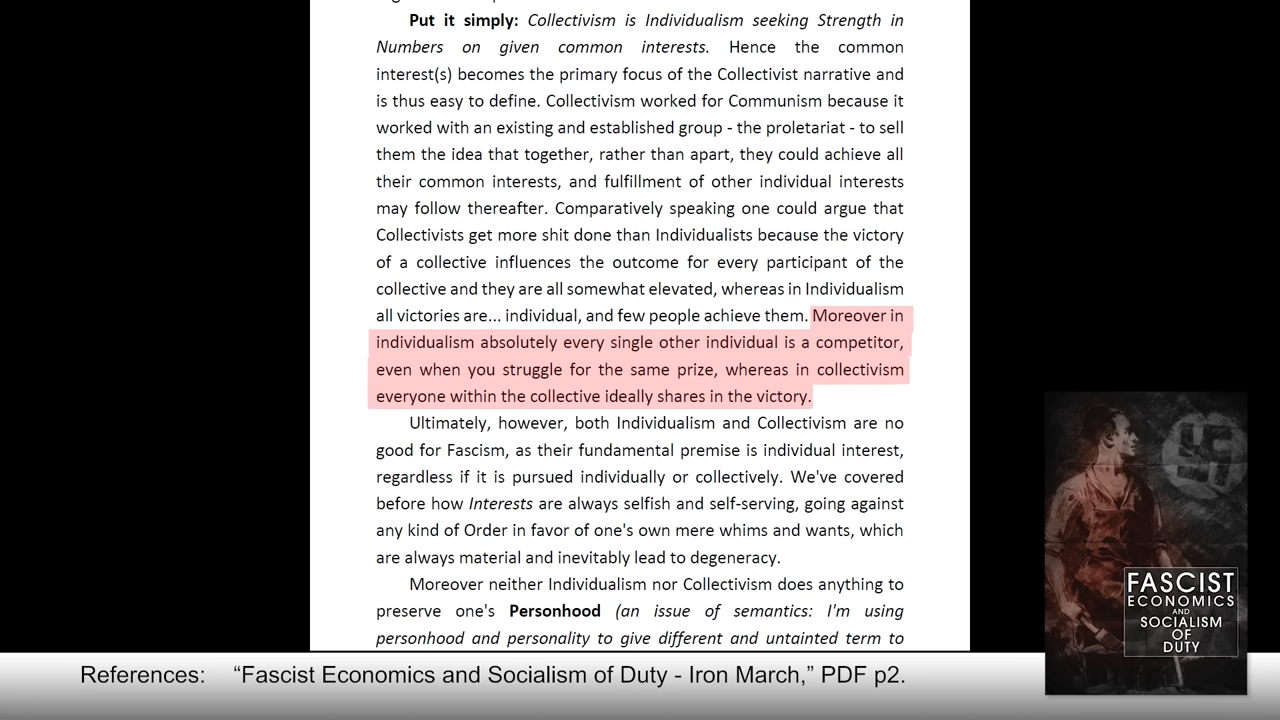 Put it simply: Collectivism is Individualism seeking Strength in
Numbers on given common interests. Hence the common
interest(s) becomes the primary focus of the Collectivist narrative and
is thus easy to define. Collectivism worked for Communism because it
worked with an existing and established group - the proletariat - to sell
them the idea that together, rather than apart, they could achieve all
their common interests, and fulfillment of other individual interests
may follow thereafter. Comparatively speaking one could argue that
Collectivists get more shit done than Individualists because the victory
of a collective influences the outcome for every participant of the
collective and they are all somewhat elevated, whereas in Individualism
all victories are... individual, and few people achieve them. Moreover in
individualism absolutely every single other individual is a competitor,
even when you struggle for the same prize, whereas in collectivism
everyone within the collective ideally shares in the victory.
Ultimately, however, both Individualism and Collectivism are no
good for Fascism, as their fundamental premise is individual interest,
regardless if it is pursued individually or collectively. We've covered
before how Interests are always selfish and self-serving, going against
any kind of Order in favor of one's own mere whims and wants, which
are always material and inevitably lead to degeneracy.
Moreover neither Individualism nor Collectivism does anything to
preserve one's Personhood (an issue of semantics: I'm using
personhood and personality to give different and untainted term to
FASCIST
ECONOMICS
AND
SOCIALISM
OF
DUTY
References: “Fascist Economics and Socialism of Duty - Iron March,” PDF p2.